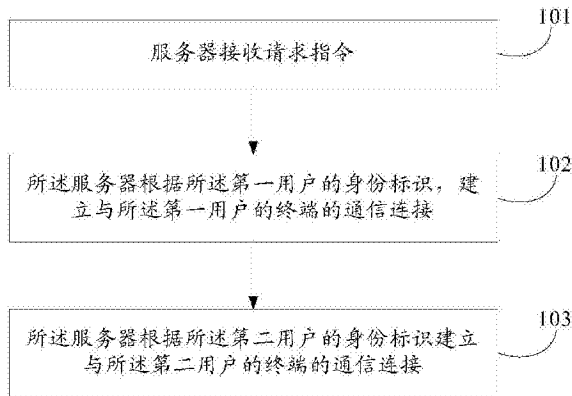 101
服务器接收请求指令
102
所述服务器根据所述第一用户的身份标识，建
立与所述第一用户的终端的通信连接
103
所述服务器根据所述第二用户的身份标识建立
与所述第二用户的终端的通信连接